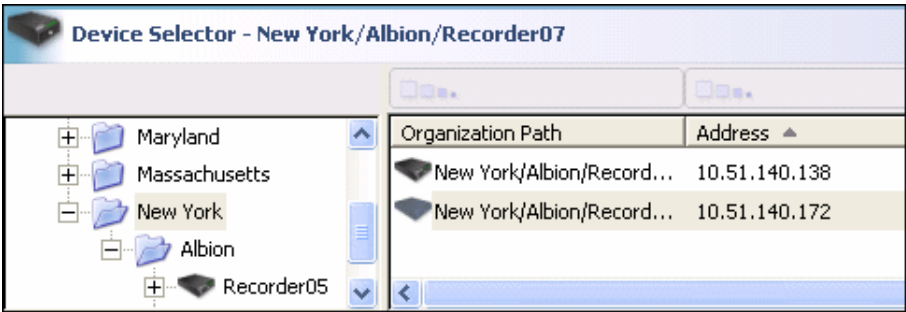 Device Selector - New York/Albion/Recorder07
Maryland
Massachusetts
New York
Albion
Recorder05
Organization Path Address
New York/Albion/Record... 10.51.140.138
New York/Albion/Record... 10.51.140.172